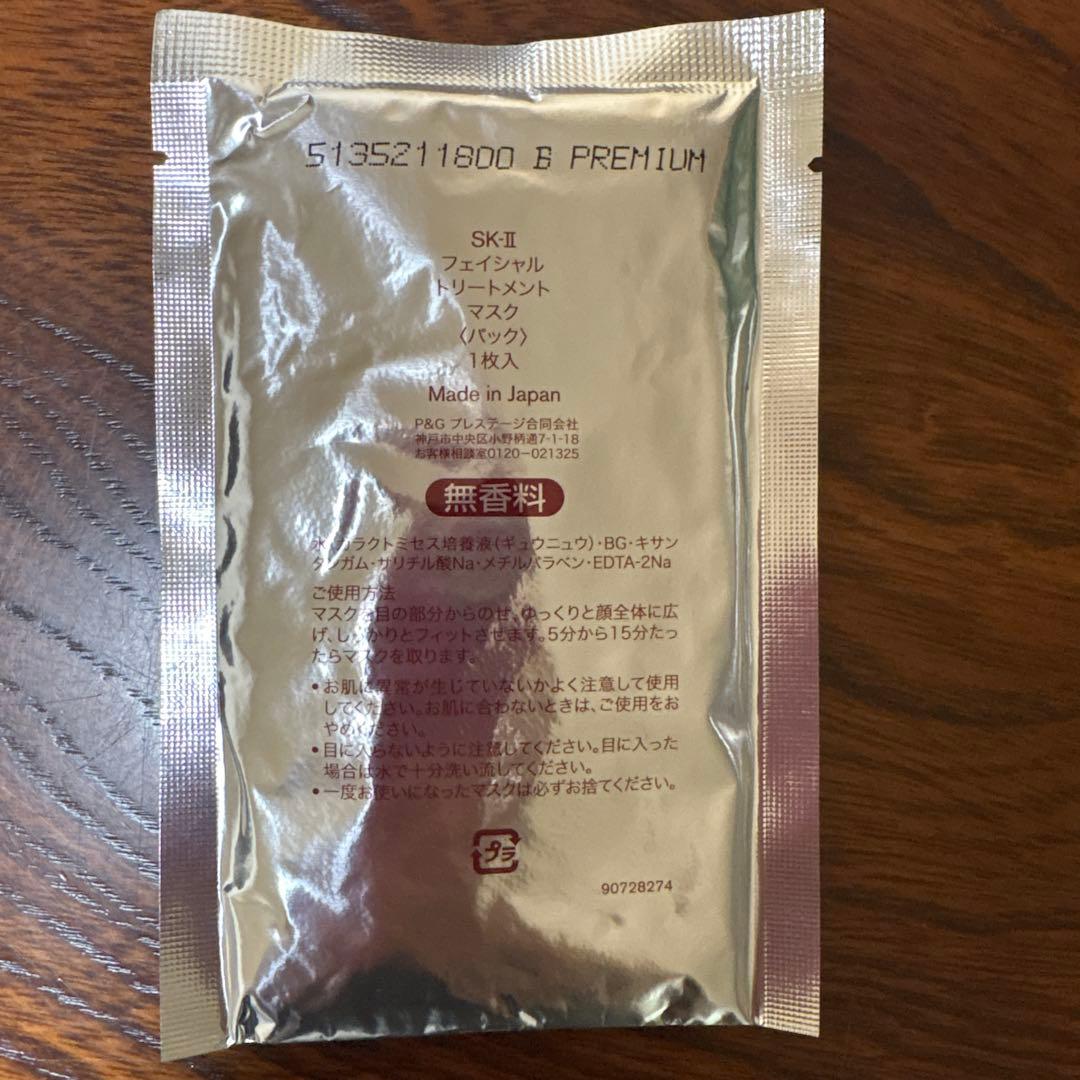 5135211800 B PREMIUM
SK-II
フェイシャル
トリートメント
マスク
〈パック〉
1枚入
Made in Japan
P&G プレステージ合同会社
神戸市中央区小野柄通7-1-18
お客様相談室0120-021325
無香料
水・ガラクトミセス培養液(ギュウニュウ)・BG・キサン
タンガム・サリチル酸Na・メチルパラベン・EDTA-2Na
ご使用方法
マスクを目の部分からのせ、ゆっくりと顔全体に広
げ、しっかりとフィットさせます。5分から15分たっ
たらマスクを取ります。
•お肌に異常が生じていないかよく注意して使用
してください。お肌に合わないときは、ご使用をお
やめください。
•目に入らないように注意してください。目に入った
場合は水で十分洗い流してください。
•一度お使いになったマスクは必ずお捨てください。
プラ
90728274